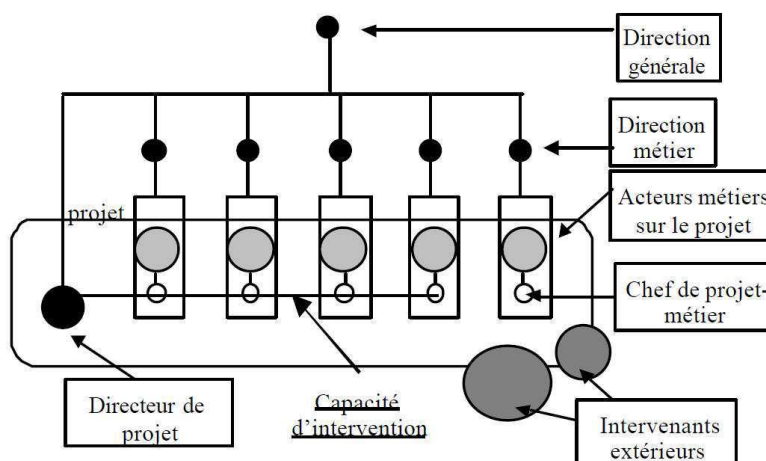 Direction
générale
Direction
métier
projet
Acteurs métiers
sur le projet
Chef de projet-
métier
Directeur de
projet
Capacité
d’intervention
Intervenants
extérieurs